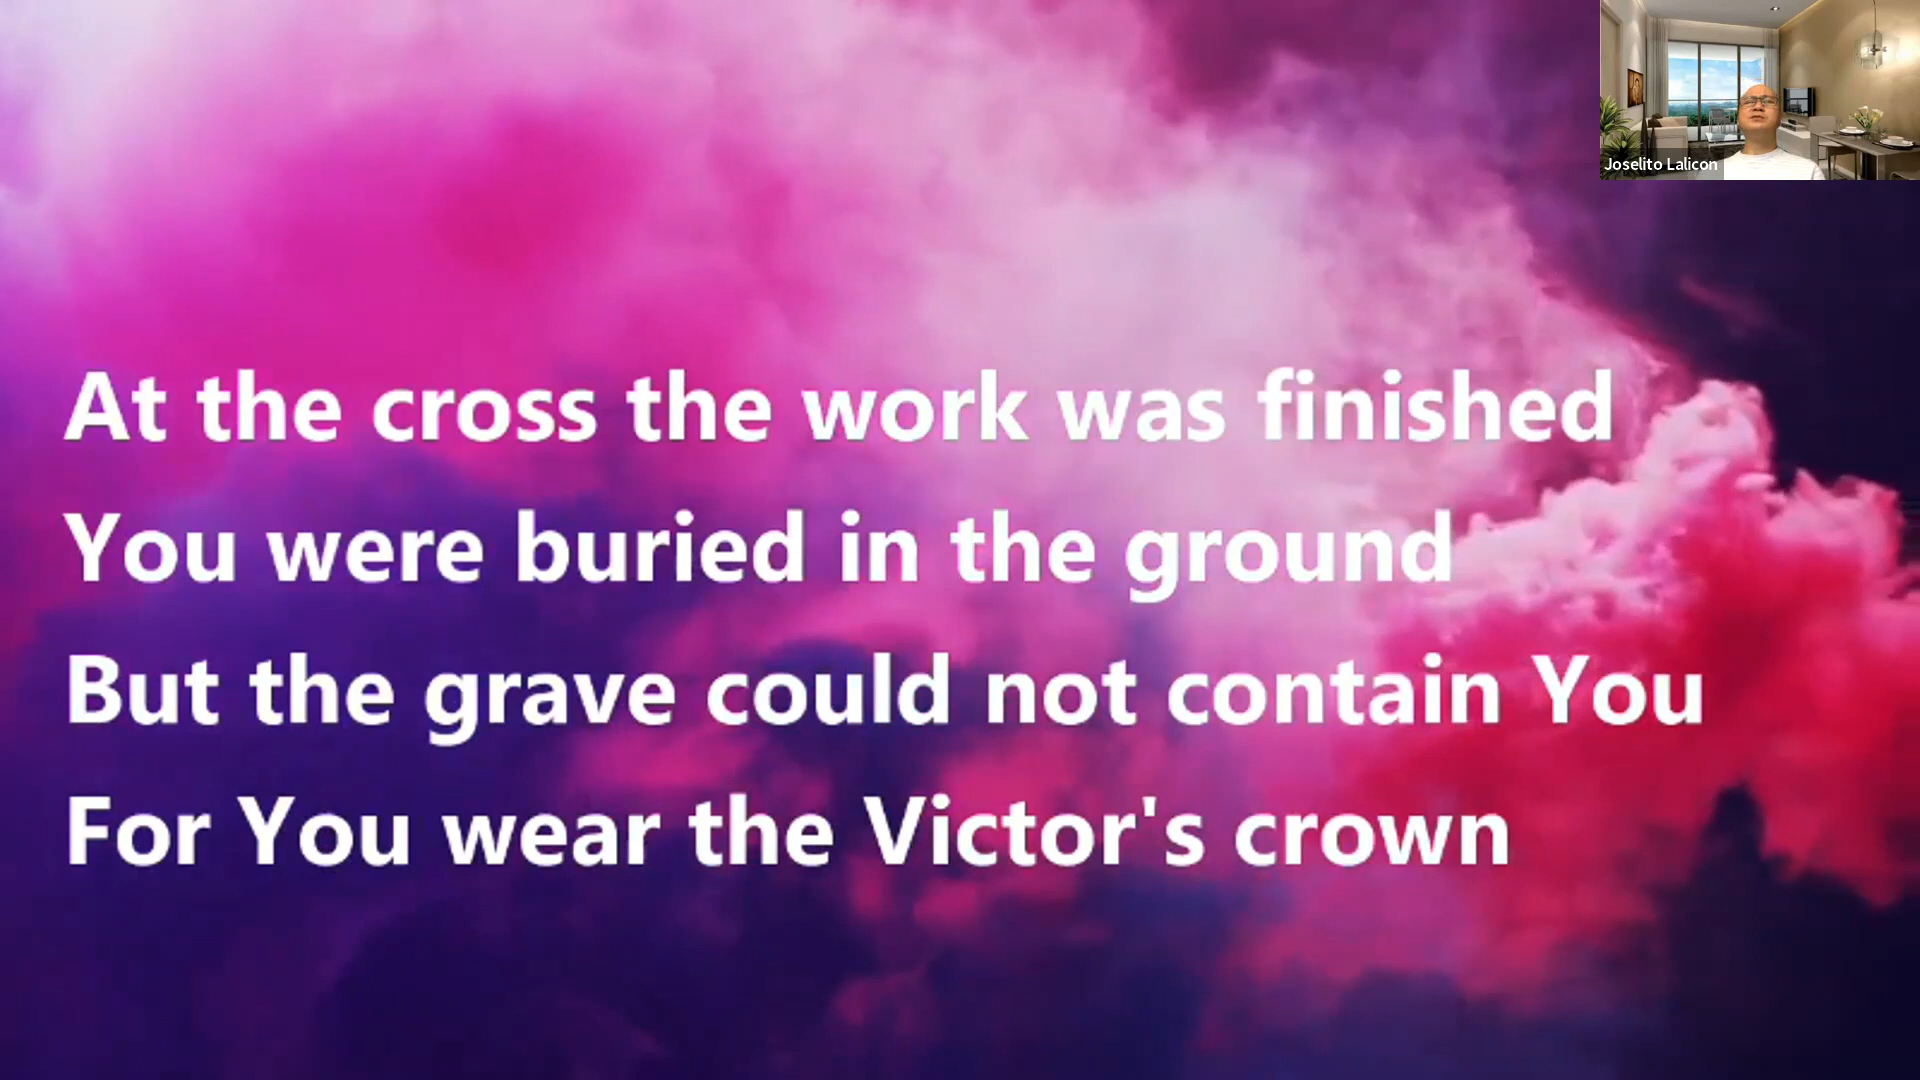 Joselito Lalicon
At the cross the work was finished
You were buried in the ground
But the grave could not contain You
For You wear the Victor's crown